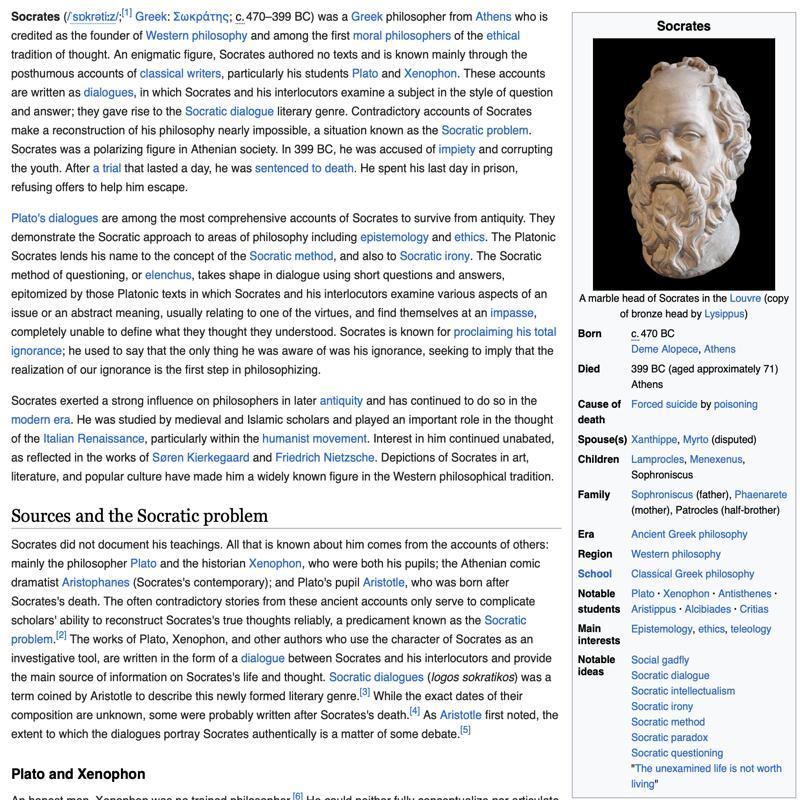 Socrates (/ˈsɒkrətiːz/;[1] Greek: Σωκράτης; c. 470–399 BC) was a Greek philosopher from Athens who
is credited as the founder of Western philosophy and among the first moral philosophers of the ethical
tradition of thought. An enigmatic figure, Socrates authored no texts and is known mainly through the
posthumous accounts of classical writers, particularly his students Plato and Xenophon. These accounts
are written as dialogues, in which Socrates and his interlocutors examine a subject in the style of question
and answer; they gave rise to the Socratic dialogue literary genre. Contradictory accounts of Socrates
make a reconstruction of his philosophy nearly impossible, a situation known as the Socratic problem.
Socrates was a polarizing figure in Athenian society. In 399 BC, he was accused of impiety and corrupting
the youth. After a trial that lasted a day, he was sentenced to death. He spent his last day in prison,
refusing offers to help him escape.
Plato's dialogues are among the most comprehensive accounts of Socrates to survive from antiquity. They
demonstrate the Socratic approach to areas of philosophy including epistemology and ethics. The Platonic
Socrates lends his name to the concept of the Socratic method, and also to Socratic irony. The Socratic
method of questioning, or elenchus, takes shape in dialogue using short questions and answers,
epitomized by those Platonic texts in which Socrates and his interlocutors examine various aspects of an
issue or an abstract meaning, usually relating to one of the virtues, and find themselves at an impasse,
completely unable to define what they thought they understood. Socrates is known for proclaiming his total
ignorance; he used to say that the only thing he was aware of was his ignorance, seeking to imply that the
realization of our ignorance is the first step in philosophizing.
Socrates exerted a strong influence on philosophers in later antiquity and has continued to do so in the
modern era. He was studied by medieval and Islamic scholars and played an important role in the thought
of the Italian Renaissance, particularly within the humanist movement. Interest in him continued unabated,
as reflected in the works of Søren Kierkegaard and Friedrich Nietzsche. Depictions of Socrates in art,
literature, and popular culture have made him a widely known figure in the Western philosophical tradition.
Sources and the Socratic problem
Socrates did not document his teachings. All that is known about him comes from the accounts of others:
mainly the philosopher Plato and the historian Xenophon, who were both his pupils; the Athenian comic
dramatist Aristophanes (Socrates's contemporary); and Plato's pupil Aristotle, who was born after
Socrates's death. The often contradictory stories from these ancient accounts only serve to complicate
scholars' ability to reconstruct Socrates's true thoughts reliably, a predicament known as the Socratic
problem.[2] The works of Plato, Xenophon, and other authors who use the character of Socrates as an
investigative tool, are written in the form of a dialogue between Socrates and his interlocutors and provide
the main source of information on Socrates's life and thought. Socratic dialogues (logos sokratikos) was a
term coined by Aristotle to describe this newly formed literary genre.[3] While the exact dates of their
composition are unknown, some were probably written after Socrates's death.[4] As Aristotle first noted, the
extent to which the dialogues portray Socrates authentically is a matter of some debate.[5]
Plato and Xenophon
An honest man, Xenophon was no trained philosopher.[6] He could neither fully conceptualize nor articulate
Socrates
A marble head of Socrates in the Louvre (copy
of bronze head by Lysippus)
Born c. 470 BC
Deme Alopece, Athens
Died 399 BC (aged approximately 71)
Athens
Cause of death Forced suicide by poisoning
Spouse(s) Xanthippe, Myrto (disputed)
Children Lamprocles, Menexenus,
Sophroniscus
Family Sophroniscus (father), Phaenarete
(mother), Patrocles (half-brother)
Era Ancient Greek philosophy
Region Western philosophy
School Classical Greek philosophy
Notable students Plato · Xenophon · Antisthenes ·
Aristippus · Alcibiades · Critias
Main interests Epistemology, ethics, teleology
Notable ideas Social gadfly
Socratic dialogue
Socratic intellectualism
Socratic irony
Socratic method
Socratic paradox
Socratic questioning
"The unexamined life is not worth
living"